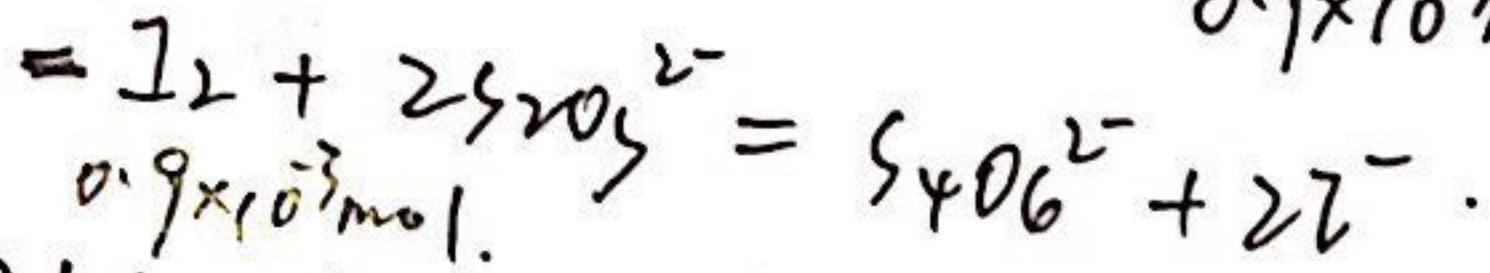 = I₂ + 2S₂O₃²⁻ = S₄O₆²⁻ + 2I⁻.
0.9×10⁻³mol.